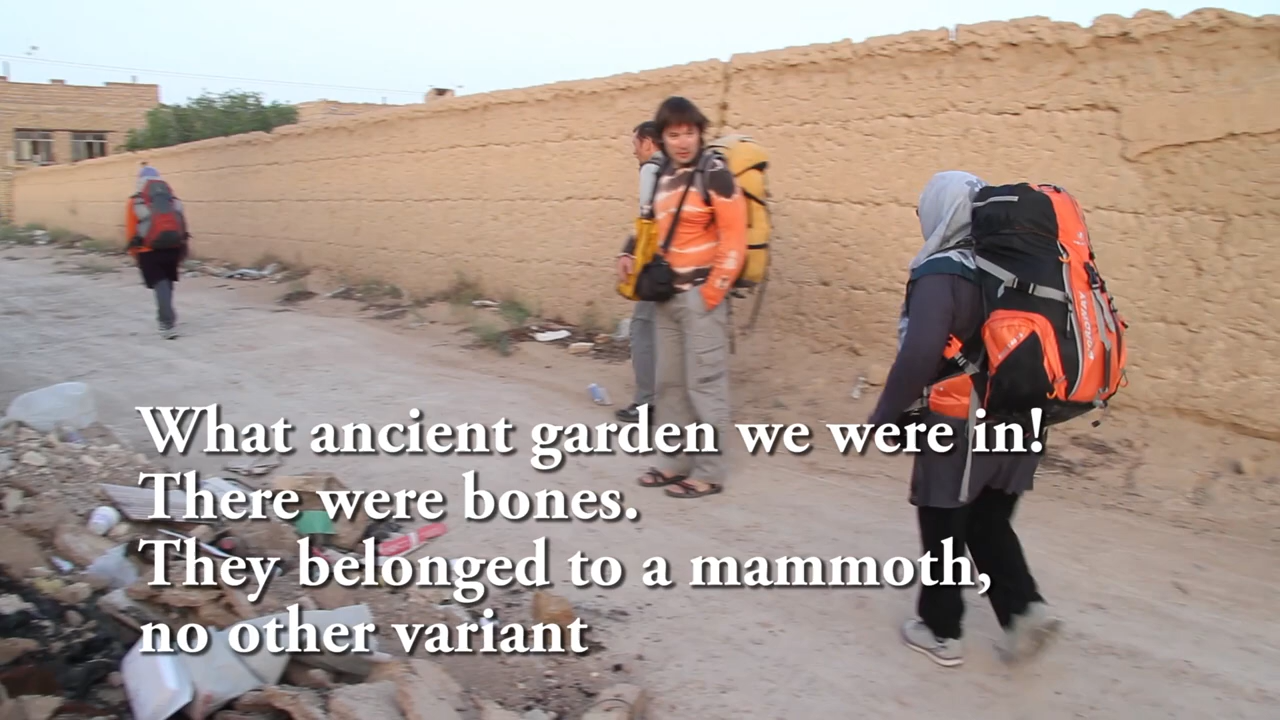 What ancient garden we were in!
There were bones.
They belonged to a mammoth,
no other variant